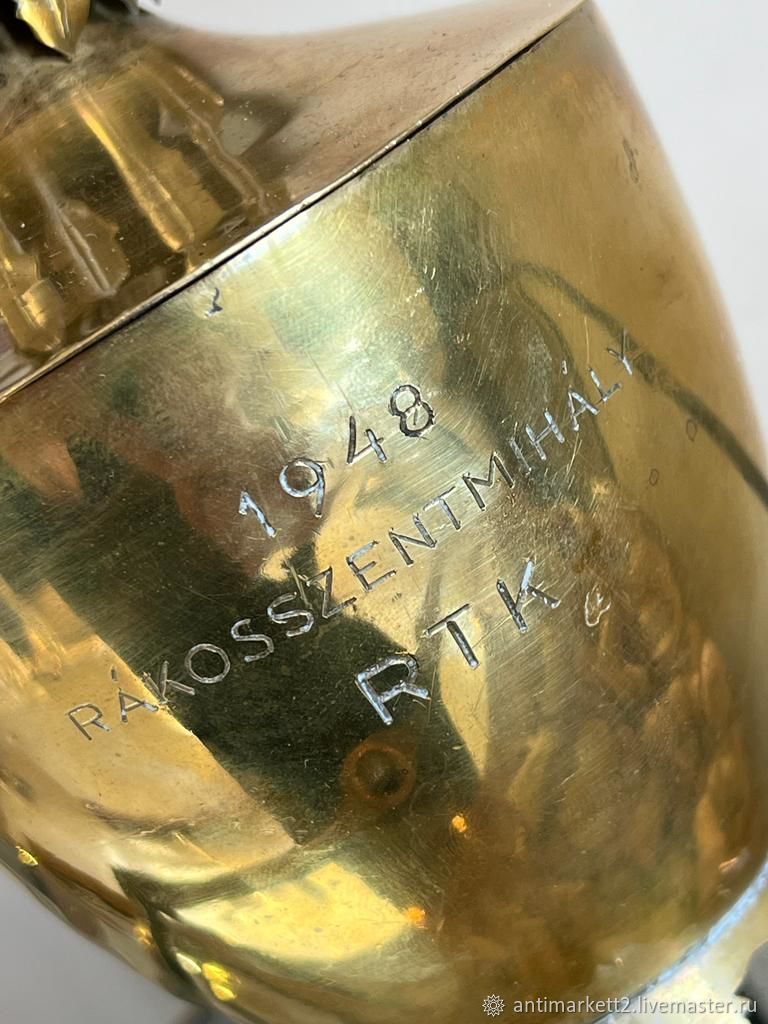 1948
RÁKOSSZENTMIHÁLY
RTK
antimarkett2.livemaster.ru